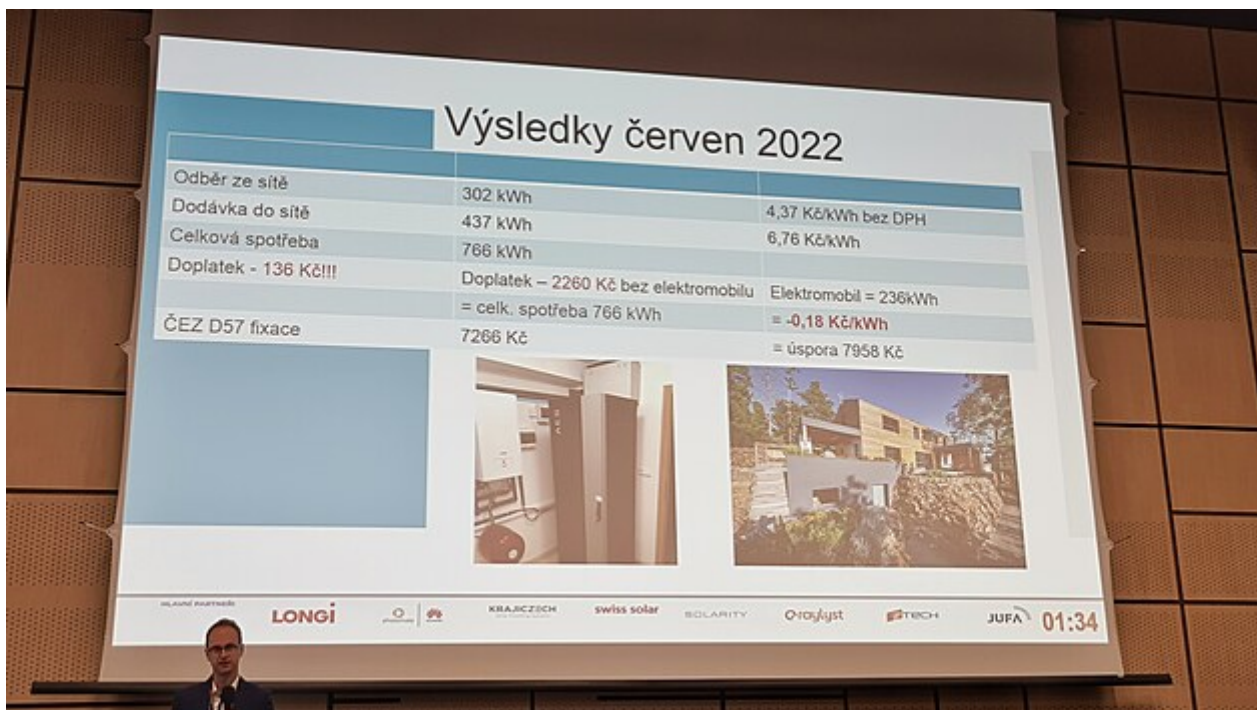 Výsledky červen 2022
Odběr ze sítě 302 kWh 4,37 Kč/kWh bez DPH
Dodávka do sítě 437 kWh 6,76 Kč/kWh
Celková spotřeba 766 kWh
Doplatek - 136 Kč!!! Doplatek – 2260 Kč bez elektromobilu Elektromobil = 236kWh
= celk. spotřeba 766 kWh = -0,18 Kč/kWh
ČEZ D57 fixace 7266 Kč = úspora 7958 Kč
HLAVNÍ PARTNEŘI
LONGi KRAJICZECH swiss solar SOLARITY raylyst JUFA 01:34